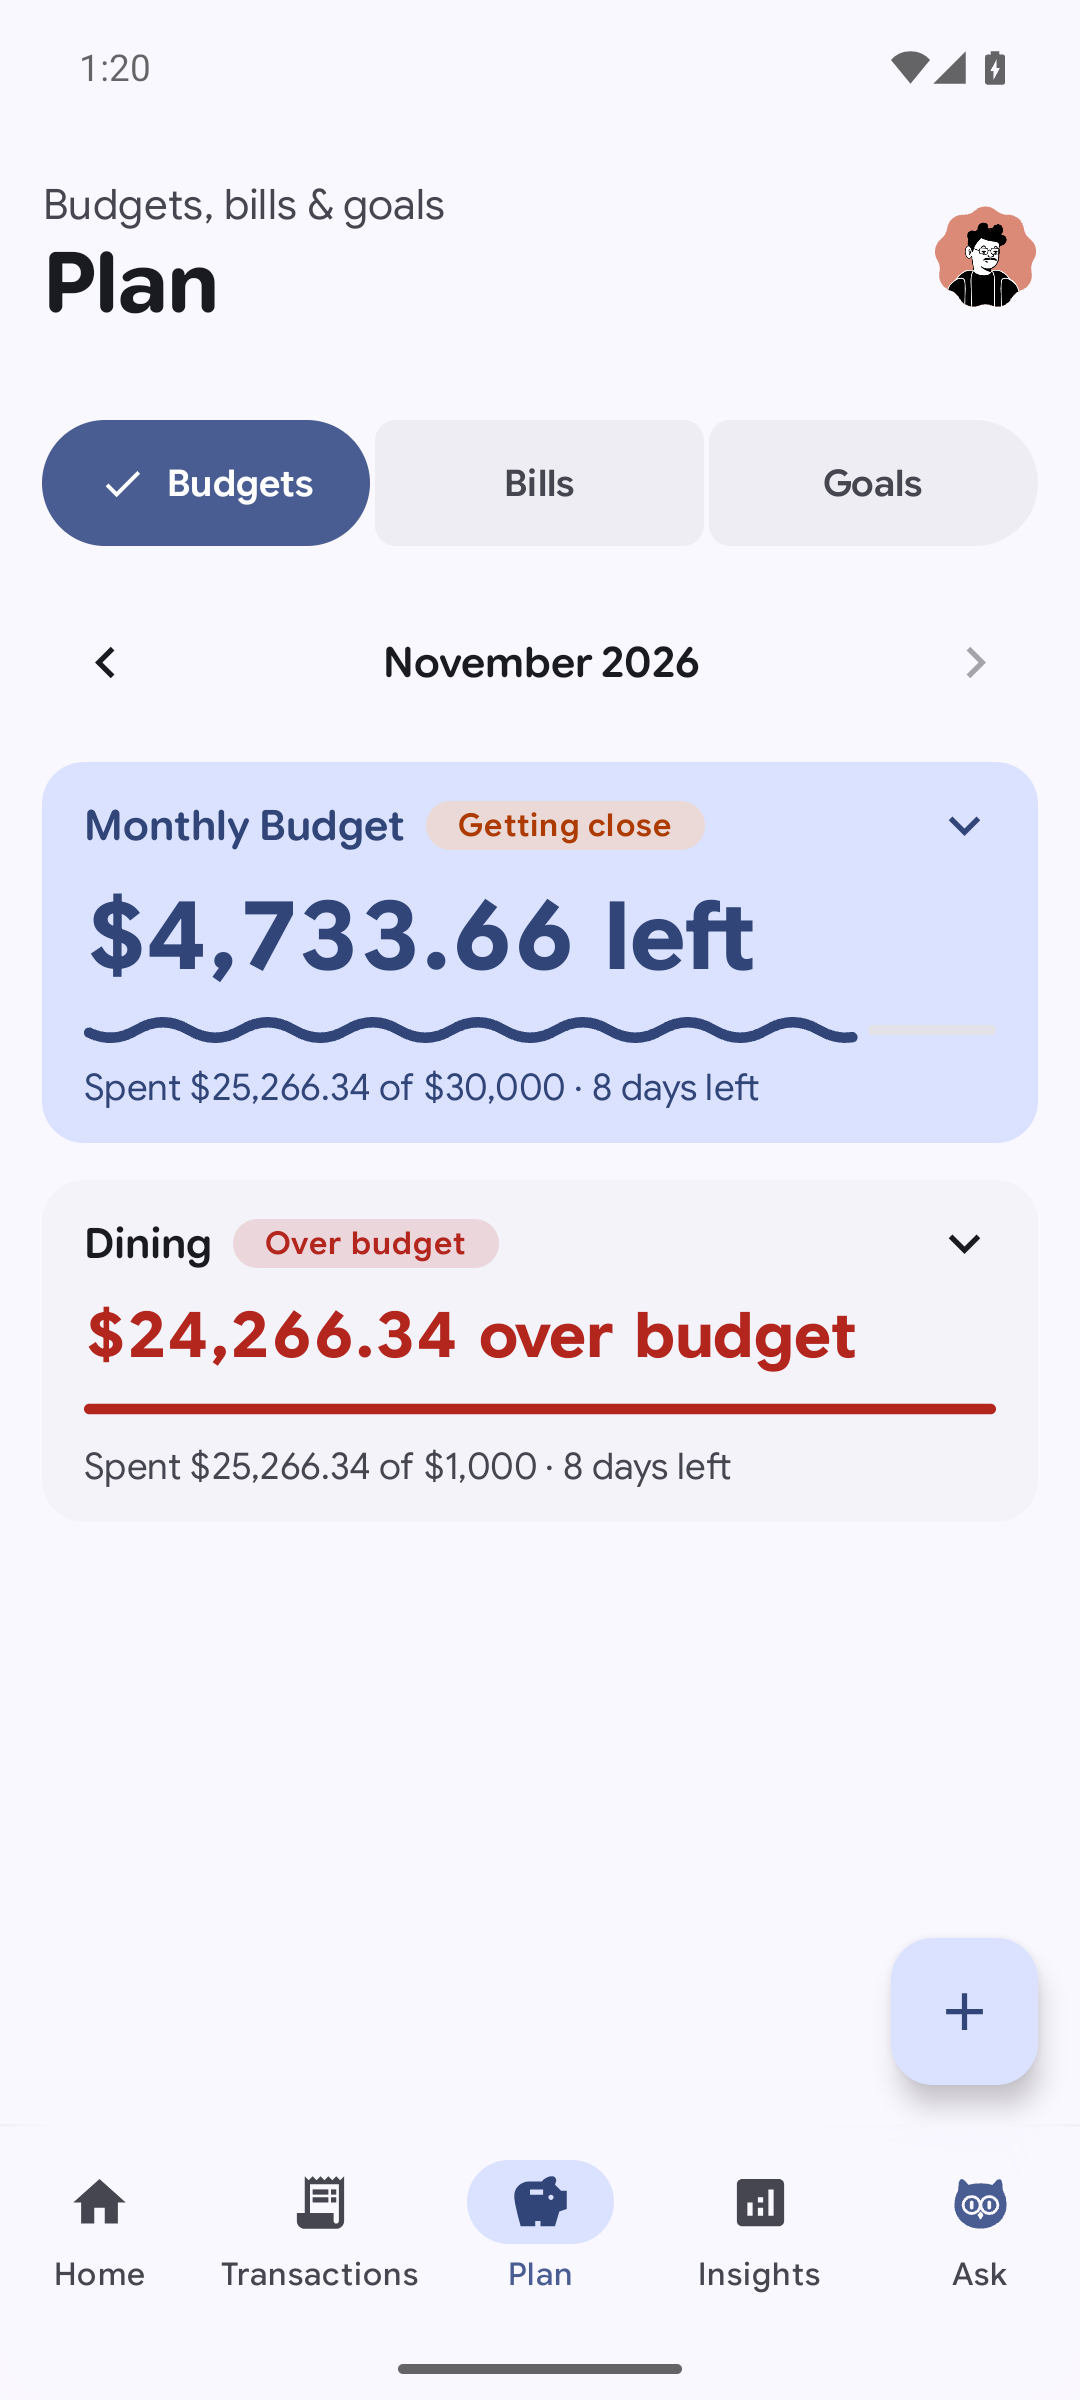 1:20
Budgets, bills & goals
Plan
Budgets
Bills
Goals
November 2026
Monthly Budget
Getting close
$4,733.66 left
Spent $25,266.34 of $30,000 · 8 days left
Dining
Over budget
$24,266.34 over budget
Spent $25,266.34 of $1,000 · 8 days left
Home
Transactions
Plan
Insights
Ask